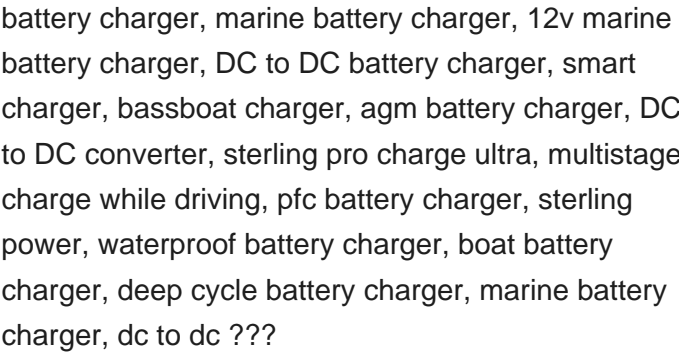 battery charger, marine battery charger, 12v marine
battery charger, DC to DC battery charger, smart
charger, bassboat charger, agm battery charger, DC
to DC converter, sterling pro charge ultra, multistage
charge while driving, pfc battery charger, sterling
power, waterproof battery charger, boat battery
charger, deep cycle battery charger, marine battery
charger, dc to dc ???